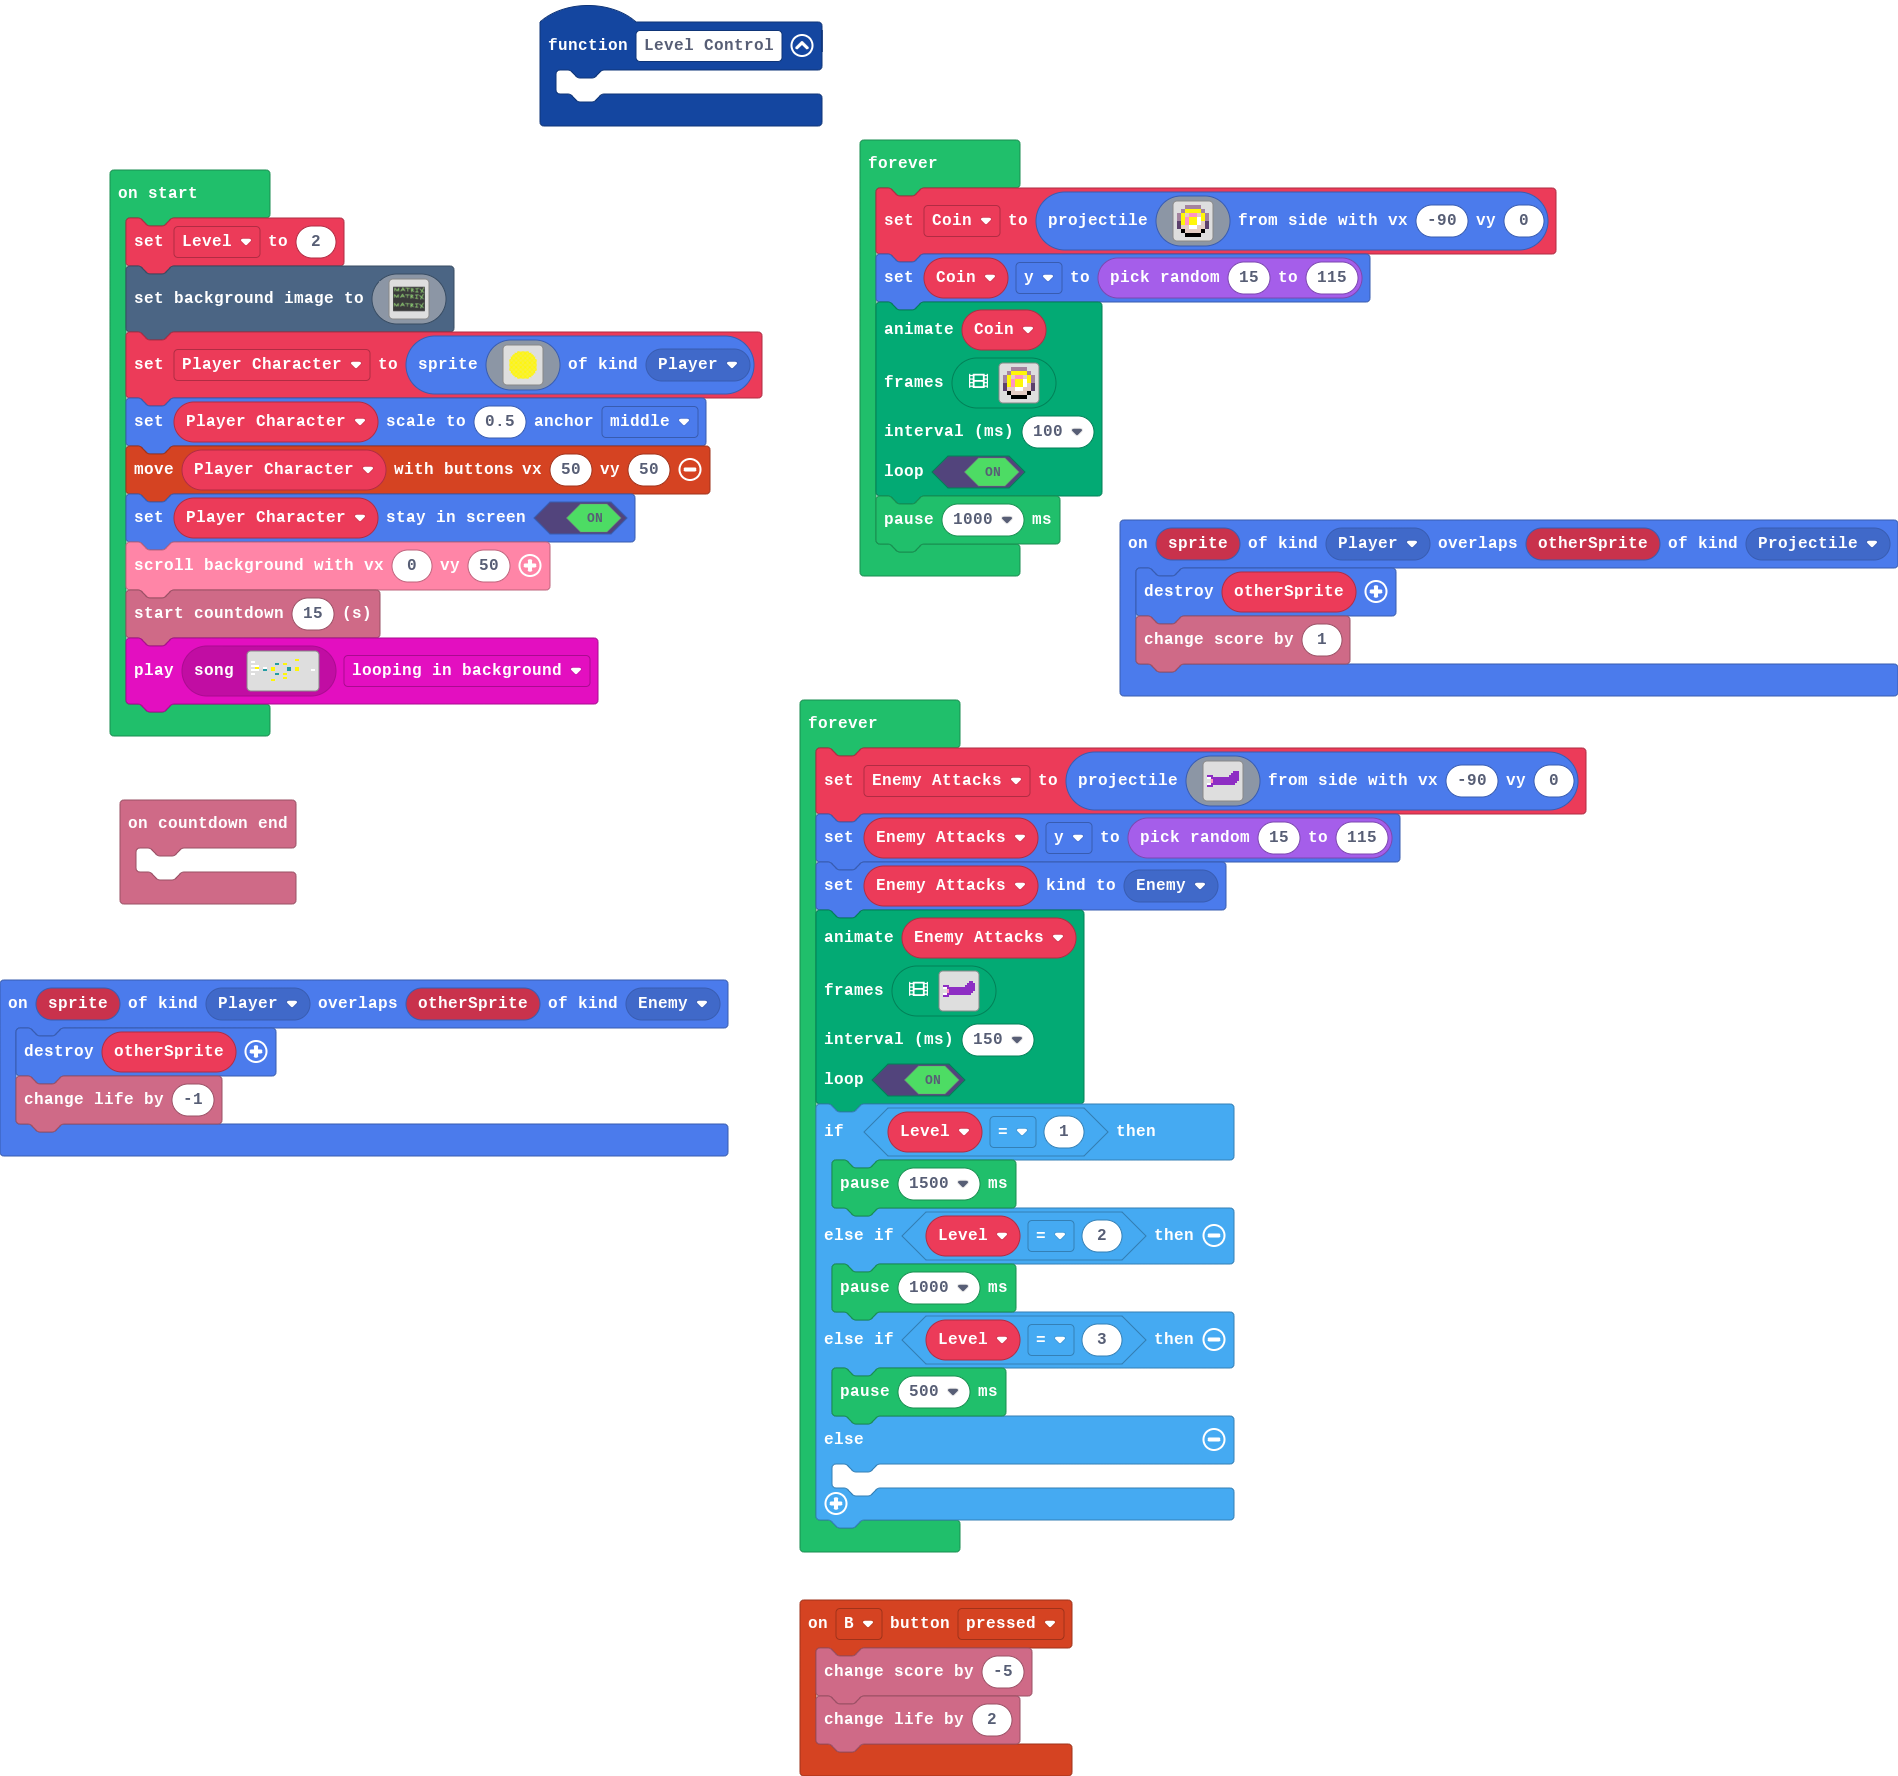 function Level Control
on start
set Level to 2
set background image to MATRIX MATRIX MATRIX
set Player Character to sprite of kind Player
set Player Character scale to 0.5 anchor middle
move Player Character with buttons vx 50 vy 50
set Player Character stay in screen ON
scroll background with vx 0 vy 50
start countdown 15 (s)
play song looping in background
forever
set Coin to projectile from side with vx -90 vy 0
set Coin y to pick random 15 to 115
animate Coin
frames
interval (ms) 100
loop ON
pause 1000 ms
on sprite of kind Player overlaps otherSprite of kind Projectile
destroy otherSprite
change score by 1
on countdown end
on sprite of kind Player overlaps otherSprite of kind Enemy
destroy otherSprite
change life by -1
forever
set Enemy Attacks to projectile from side with vx -90 vy 0
set Enemy Attacks y to pick random 15 to 115
set Enemy Attacks kind to Enemy
animate Enemy Attacks
frames
interval (ms) 150
loop ON
if Level = 1 then
pause 1500 ms
else if Level = 2 then
pause 1000 ms
else if Level = 3 then
pause 500 ms
else
on B button pressed
change score by -5
change life by 2